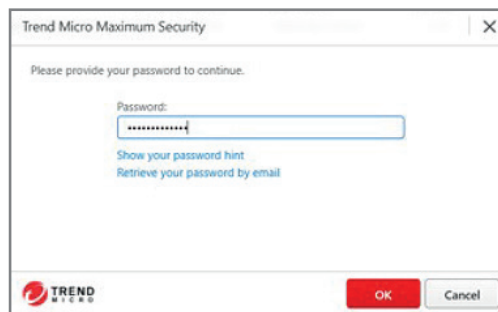 Trend Micro Maximum Security
Please provide your password to continue.
Password:
•••••••••••••
Show your password hint
Retrieve your password by email
TREND
MICRO
OK
Cancel